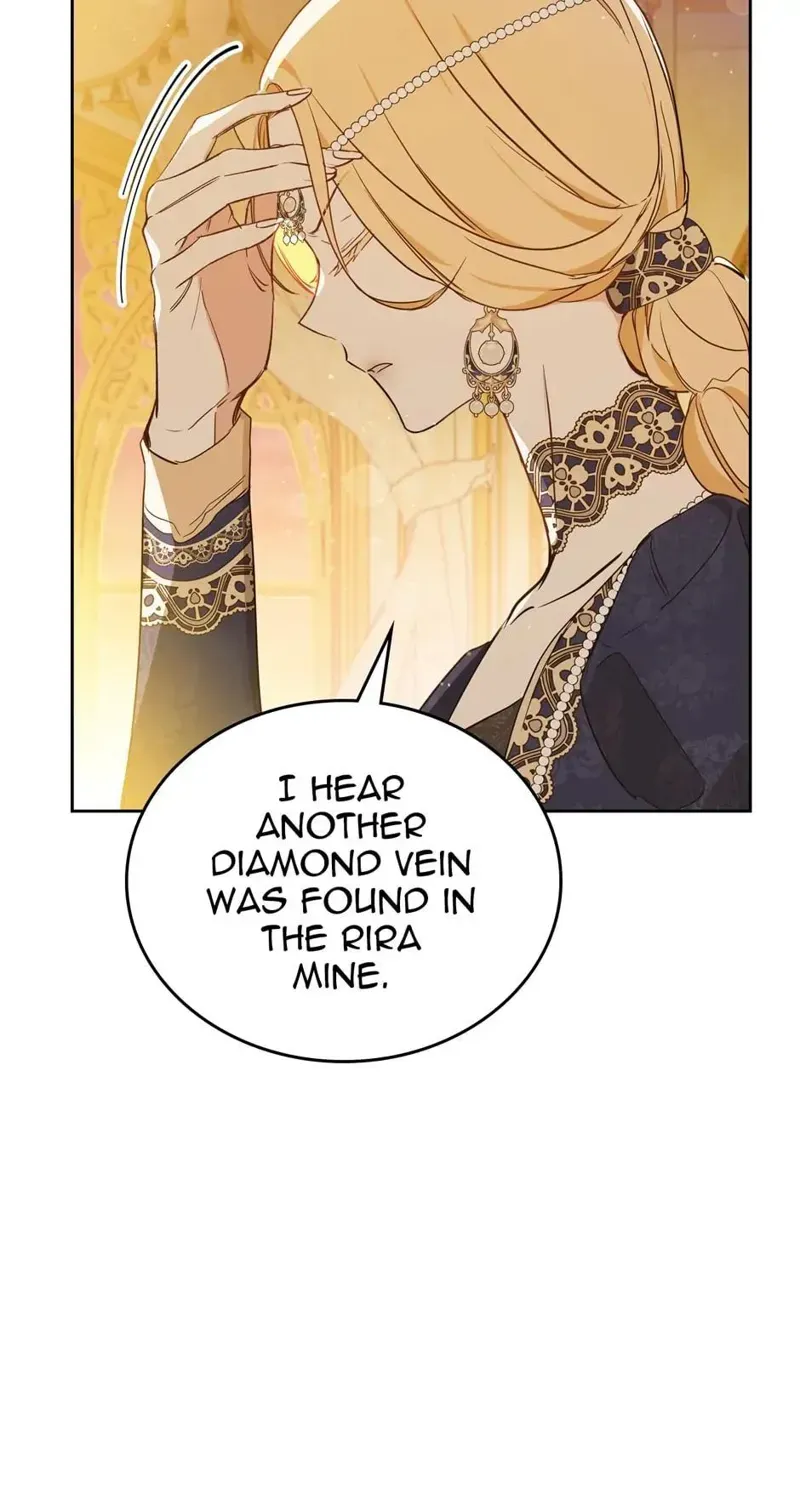 I HEAR
ANOTHER
DIAMOND VEIN
WAS FOUND IN
THE RIRA
MINE.